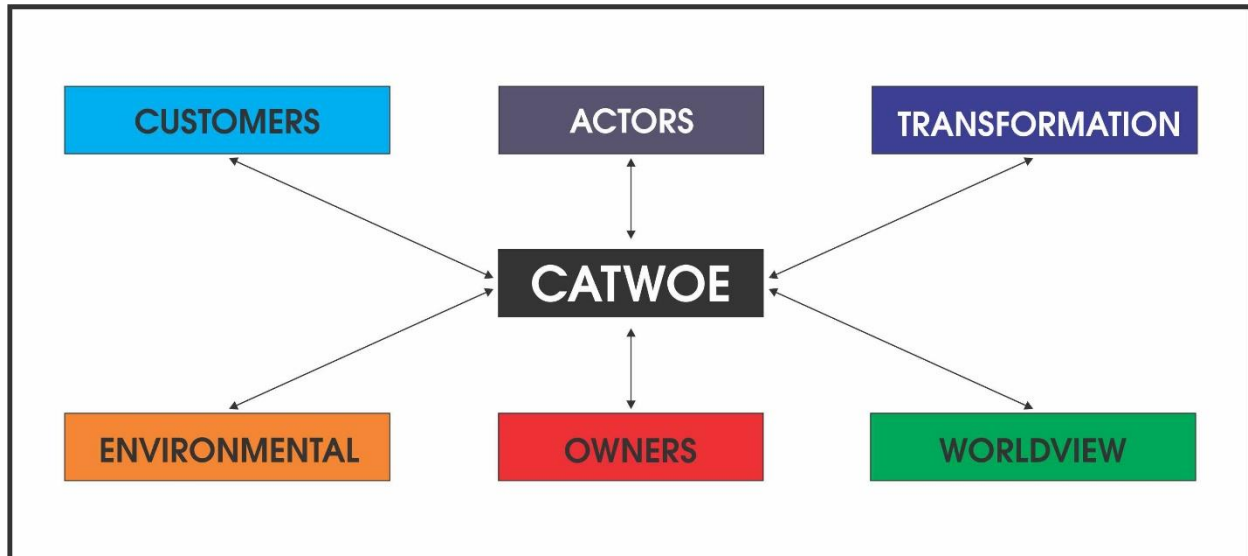 CUSTOMERS
ACTORS
TRANSFORMATION
CATWOE
ENVIRONMENTAL
OWNERS
WORLDVIEW